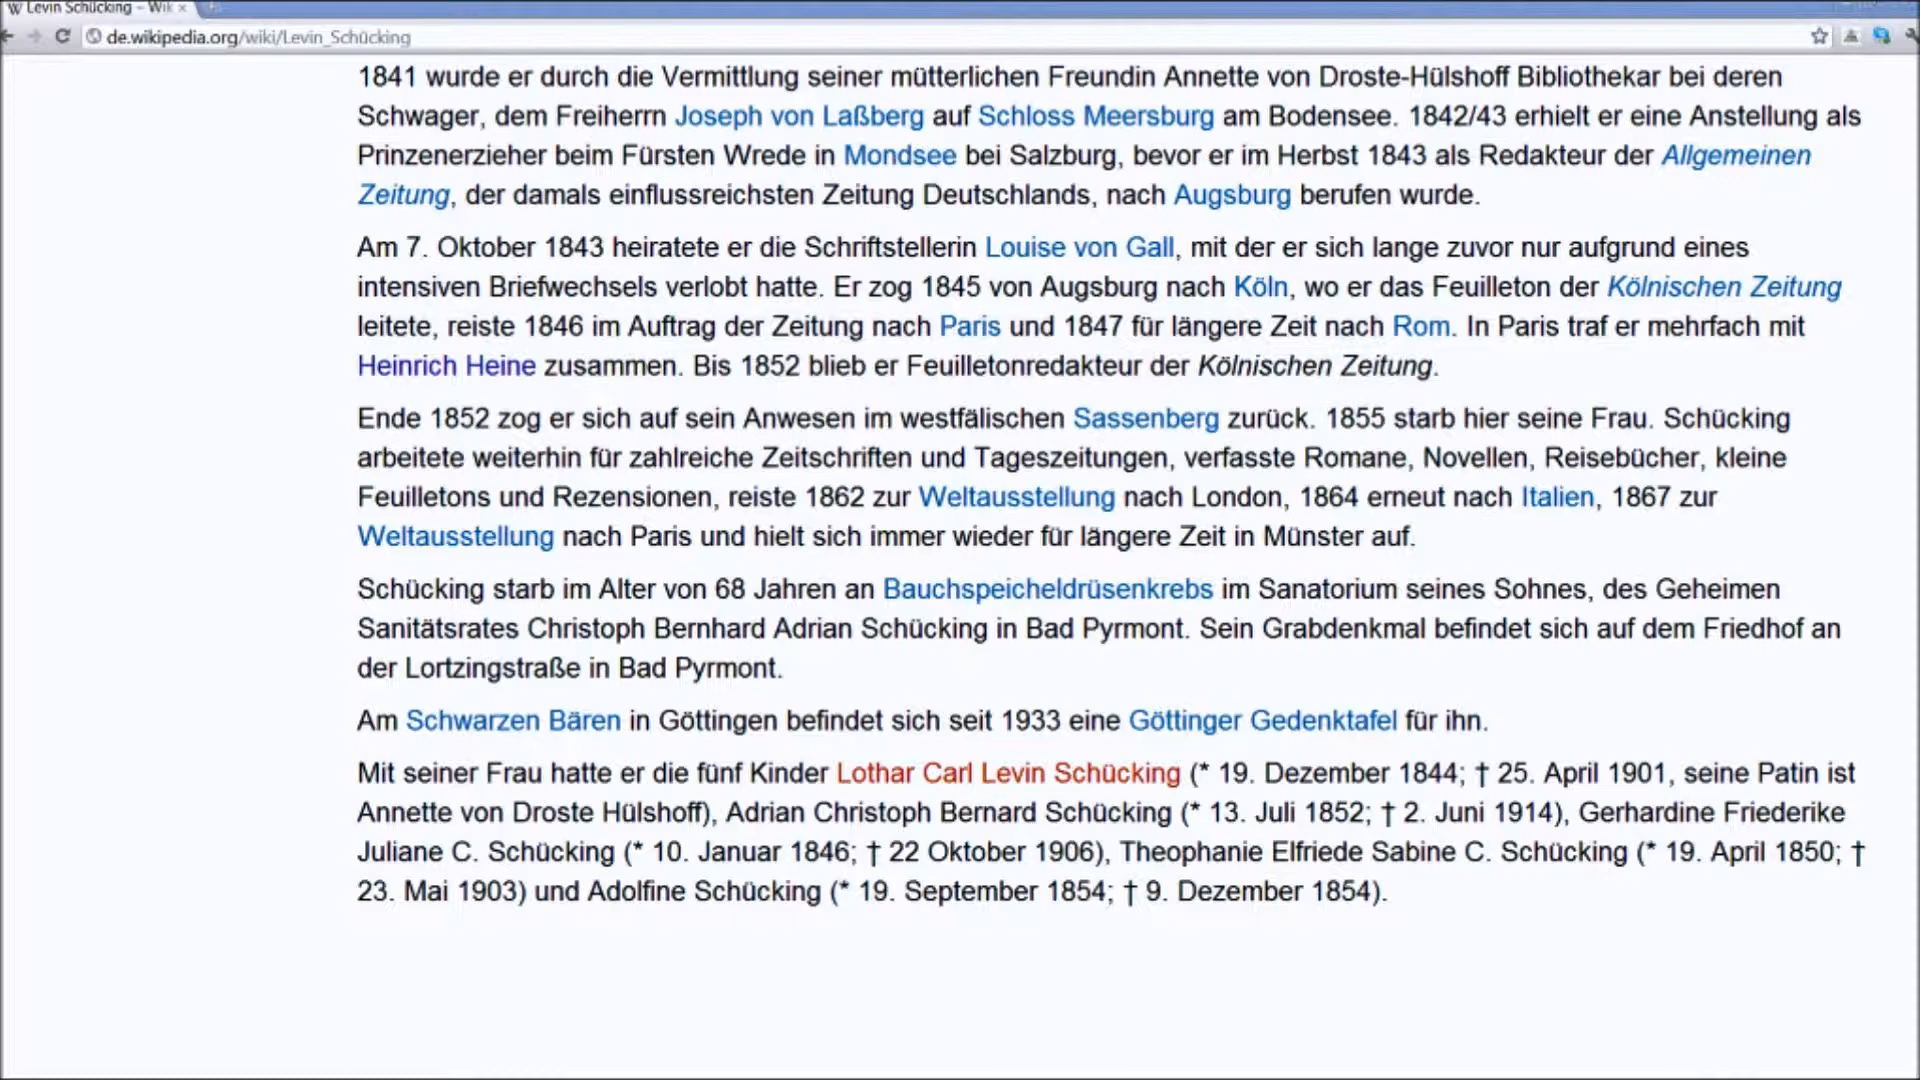 Levin Schücking – Wik
de.wikipedia.org/wiki/Levin_Schücking
1841 wurde er durch die Vermittlung seiner mütterlichen Freundin Annette von Droste-Hülshoff Bibliothekar bei deren
Schwager, dem Freiherrn Joseph von Laßberg auf Schloss Meersburg am Bodensee. 1842/43 erhielt er eine Anstellung als
Prinzenerzieher beim Fürsten Wrede in Mondsee bei Salzburg, bevor er im Herbst 1843 als Redakteur der Allgemeinen
Zeitung, der damals einflussreichsten Zeitung Deutschlands, nach Augsburg berufen wurde.
Am 7. Oktober 1843 heiratete er die Schriftstellerin Louise von Gall, mit der er sich lange zuvor nur aufgrund eines
intensiven Briefwechsels verlobt hatte. Er zog 1845 von Augsburg nach Köln, wo er das Feuilleton der Kölnischen Zeitung
leitete, reiste 1846 im Auftrag der Zeitung nach Paris und 1847 für längere Zeit nach Rom. In Paris traf er mehrfach mit
Heinrich Heine zusammen. Bis 1852 blieb er Feuilletonredakteur der Kölnischen Zeitung.
Ende 1852 zog er sich auf sein Anwesen im westfälischen Sassenberg zurück. 1855 starb hier seine Frau. Schücking
arbeitete weiterhin für zahlreiche Zeitschriften und Tageszeitungen, verfasste Romane, Novellen, Reisebücher, kleine
Feuilletons und Rezensionen, reiste 1862 zur Weltausstellung nach London, 1864 erneut nach Italien, 1867 zur
Weltausstellung nach Paris und hielt sich immer wieder für längere Zeit in Münster auf.
Schücking starb im Alter von 68 Jahren an Bauchspeicheldrüsenkrebs im Sanatorium seines Sohnes, des Geheimen
Sanitätsrates Christoph Bernhard Adrian Schücking in Bad Pyrmont. Sein Grabdenkmal befindet sich auf dem Friedhof an
der Lortzingstraße in Bad Pyrmont.
Am Schwarzen Bären in Göttingen befindet sich seit 1933 eine Göttinger Gedenktafel für ihn.
Mit seiner Frau hatte er die fünf Kinder Lothar Carl Levin Schücking (* 19. Dezember 1844; † 25. April 1901, seine Patin ist
Annette von Droste Hülshoff), Adrian Christoph Bernard Schücking (* 13. Juli 1852; † 2. Juni 1914), Gerhardine Friederike
Juliane C. Schücking (* 10. Januar 1846; † 22 Oktober 1906), Theophanie Elfriede Sabine C. Schücking (* 19. April 1850; †
23. Mai 1903) und Adolfine Schücking (* 19. September 1854; † 9. Dezember 1854).